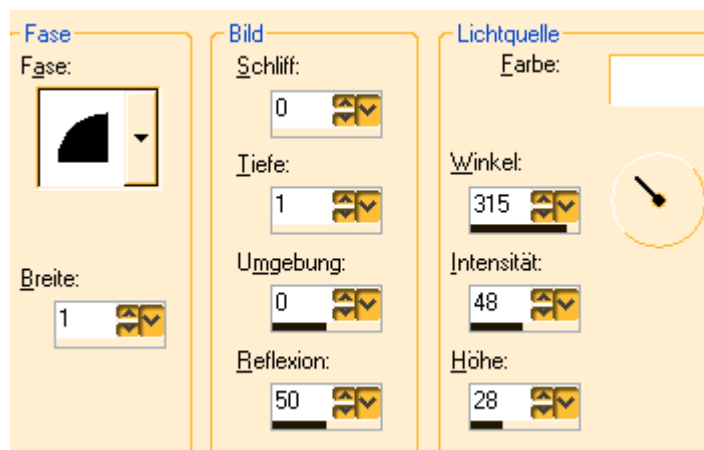 Fase
Fase:
Breite:
1
Bild
Schliff:
0
Tiefe:
1
Umgebung:
0
Reflexion:
50
Lichtquelle
Farbe:
Winkel:
315
Intensität:
48
Höhe:
28